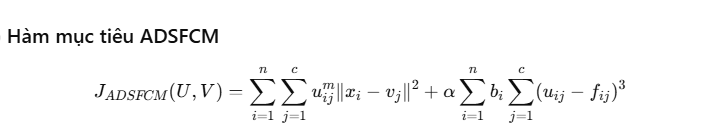 Hàm mục tiêu ADSFCM
J_{ADSFCM}(U, V) = \sum_{i=1}^{n} \sum_{j=1}^{c} u_{ij}^{m} \|x_i - v_j\|^2 + \alpha \sum_{i=1}^{n} b_i \sum_{j=1}^{c} (u_{ij} - f_{ij})^3